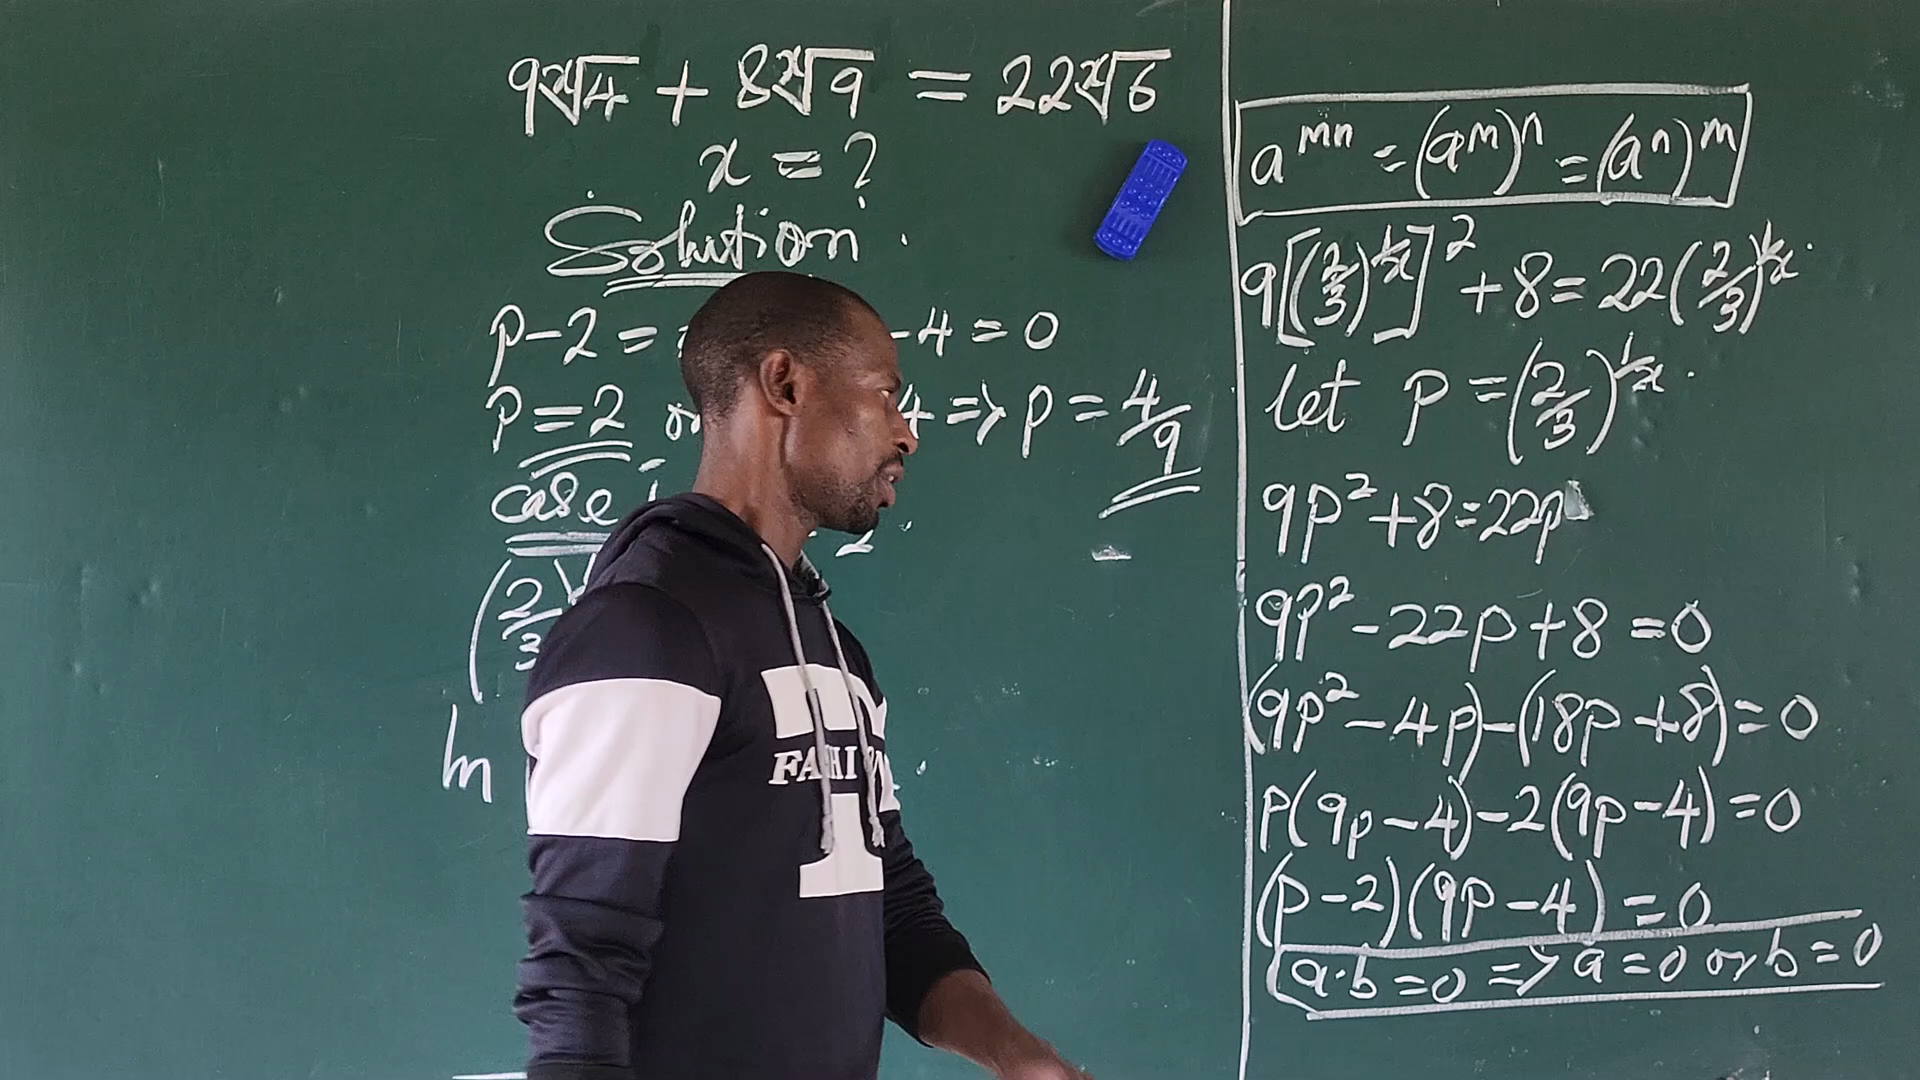 9ˣ√4 + 8ˣ√9 = 22ˣ√6
x = ?
Solution
p-2= -4=0
p=2 or 4 => p = 4/9
case i
2
(2/3
ln
a^mn = (a^m)^n = (a^n)^m
9[(2/3)^1/x]^2 + 8 = 22(2/3)^1/x.
let p = (2/3)^1/x.
9p²+8=22p
9p²-22p+8=0
(9p²-4p)-(18p+8)=0
p(9p-4)-2(9p-4)=0
(p-2)(9p-4)=0
a·b=0 => a=0 or b=0
FASHION